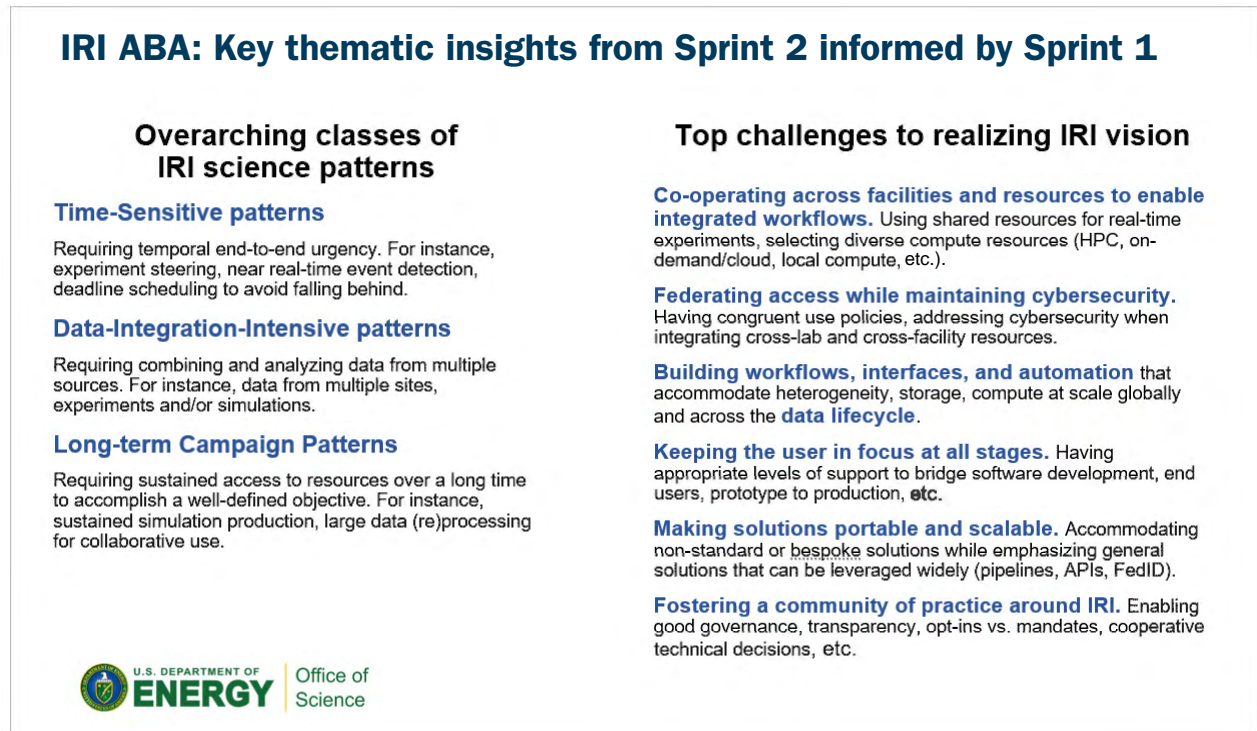 IRI ABA: Key thematic insights from Sprint 2 informed by Sprint 1
Overarching classes of
IRI science patterns
Time-Sensitive patterns
Requiring temporal end-to-end urgency. For instance,
experiment steering, near real-time event detection,
deadline scheduling to avoid falling behind.
Data-Integration-Intensive patterns
Requiring combining and analyzing data from multiple
sources. For instance, data from multiple sites,
experiments and/or simulations.
Long-term Campaign Patterns
Requiring sustained access to resources over a long time
to accomplish a well-defined objective. For instance,
sustained simulation production, large data (re)processing
for collaborative use.
Top challenges to realizing IRI vision
Co-operating across facilities and resources to enable
integrated workflows. Using shared resources for real-time
experiments, selecting diverse compute resources (HPC, on-
demand/cloud, local compute, etc.).
Federating access while maintaining cybersecurity.
Having congruent use policies, addressing cybersecurity when
integrating cross-lab and cross-facility resources.
Building workflows, interfaces, and automation that
accommodate heterogeneity, storage, compute at scale globally
and across the data lifecycle.
Keeping the user in focus at all stages. Having
appropriate levels of support to bridge software development, end
users, prototype to production, etc.
Making solutions portable and scalable. Accommodating
non-standard or bespoke solutions while emphasizing general
solutions that can be leveraged widely (pipelines, APIs, FedID).
Fostering a community of practice around IRI. Enabling
good governance, transparency, opt-ins vs. mandates, cooperative
technical decisions, etc.
U.S. DEPARTMENT OF
ENERGY
Office of
Science